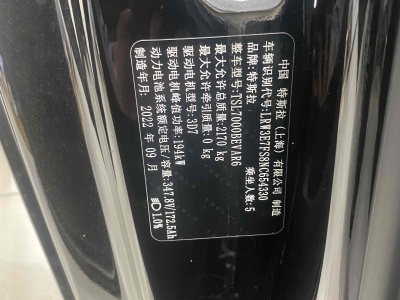 中国 特斯拉 (上海) 有限公司 制造
车辆识别代号:LRW3E7FS8NC654330
品牌:特斯拉 乘坐人数:5
整车型号:TSL7000BEVAR6
最大允许总质量:2170 kg
最大允许牵引质量:0 kg
驱动电机型号:3D7
驱动电机峰值功率:194kW
动力电池系统额定电压/容量:347.8V/172.5Ah
制造年月: 2022 年 09 月
1.0%